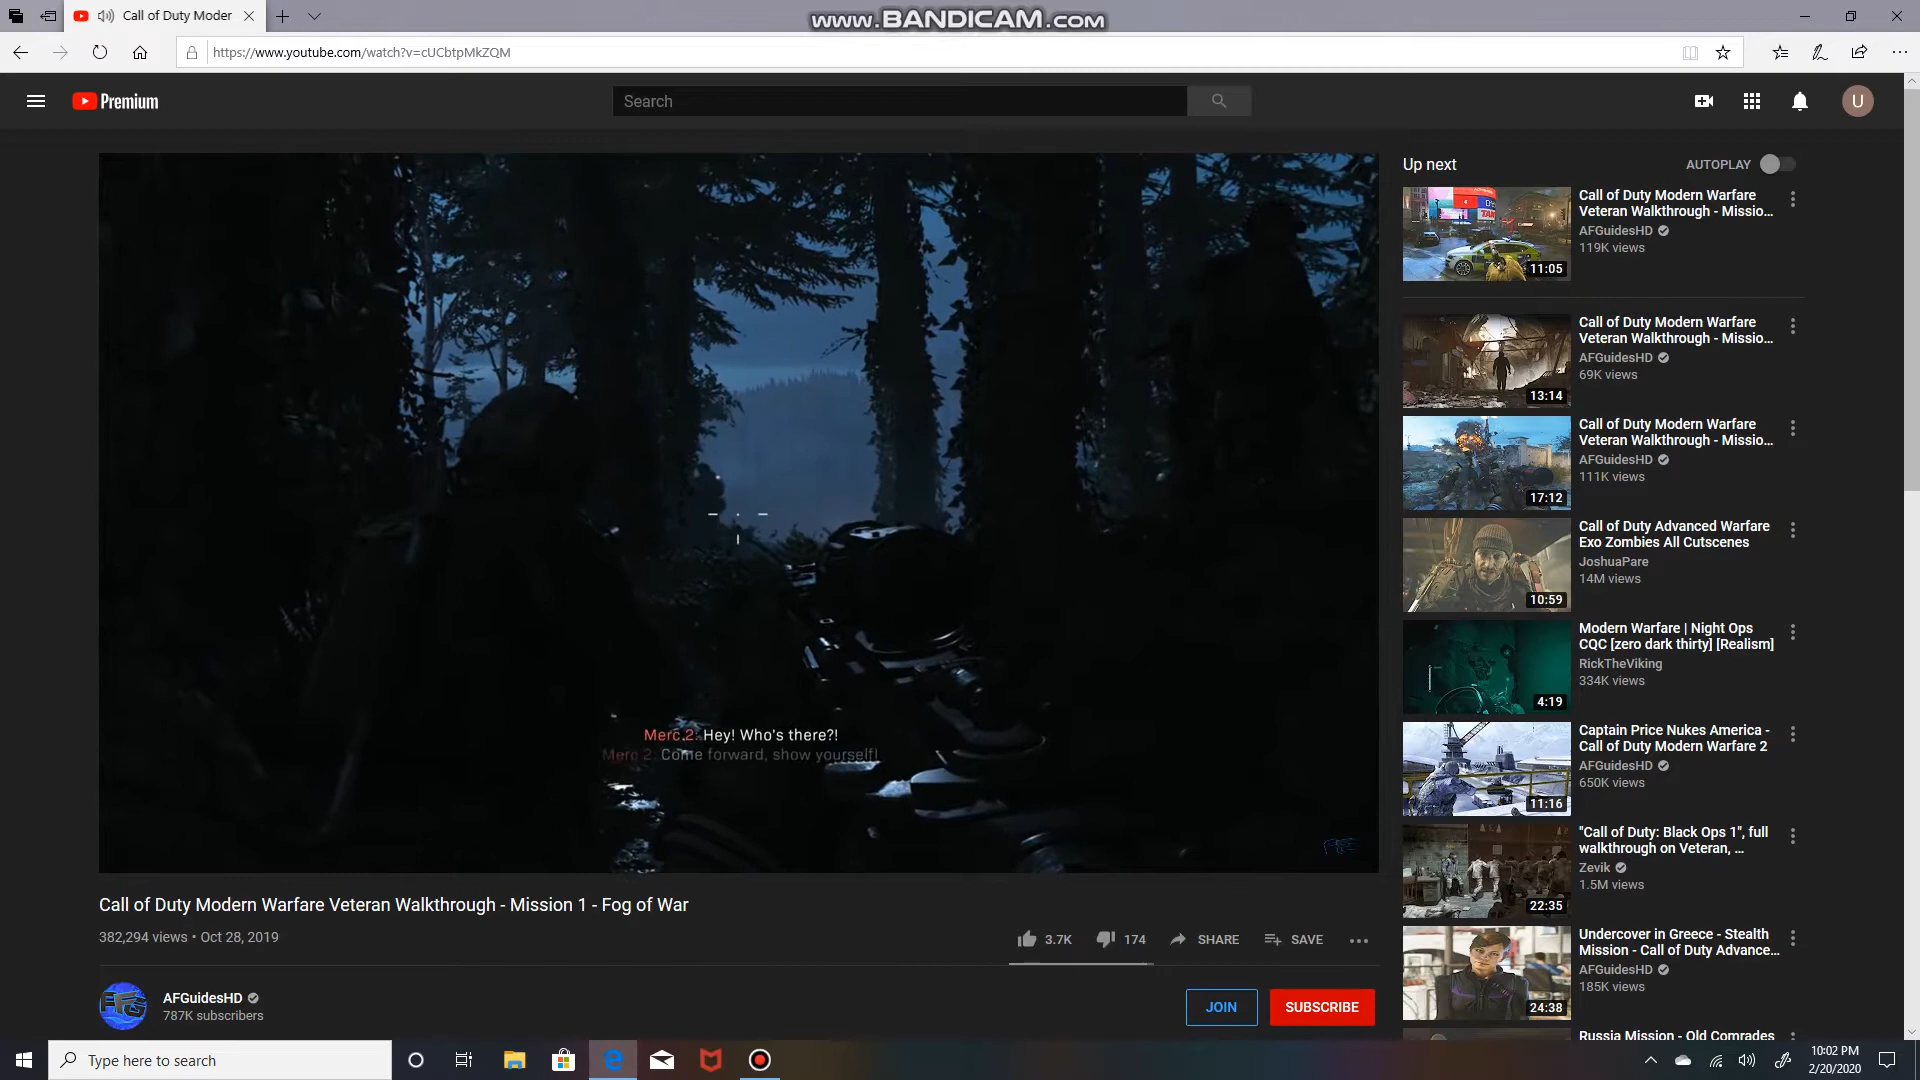 Call of Duty Moder
www.BANDICAM.com
https://www.youtube.com/watch?v=cUCbtpMkZQM
Premium
Search
U
Merc 2: Hey! Who's there?!
Merc 2: Come forward, show yourself!
Call of Duty Modern Warfare Veteran Walkthrough - Mission 1 - Fog of War
382,294 views • Oct 28, 2019
3.7K
174
SHARE
SAVE
AFGuidesHD
787K subscribers
JOIN
SUBSCRIBE
Up next
AUTOPLAY
Call of Duty Modern Warfare
Veteran Walkthrough - Missio...
AFGuidesHD
119K views
11:05
Call of Duty Modern Warfare
Veteran Walkthrough - Missio...
AFGuidesHD
69K views
13:14
Call of Duty Modern Warfare
Veteran Walkthrough - Missio...
AFGuidesHD
111K views
17:12
Call of Duty Advanced Warfare
Exo Zombies All Cutscenes
JoshuaPare
14M views
10:59
Modern Warfare | Night Ops
CQC [zero dark thirty] [Realism]
RickTheViking
334K views
4:19
Captain Price Nukes America -
Call of Duty Modern Warfare 2
AFGuidesHD
650K views
11:16
"Call of Duty: Black Ops 1", full
walkthrough on Veteran, ...
Zevik
1.5M views
22:35
Undercover in Greece - Stealth
Mission - Call of Duty Advance...
AFGuidesHD
185K views
24:38
Russia Mission - Old Comrades
Type here to search
10:02 PM
2/20/2020